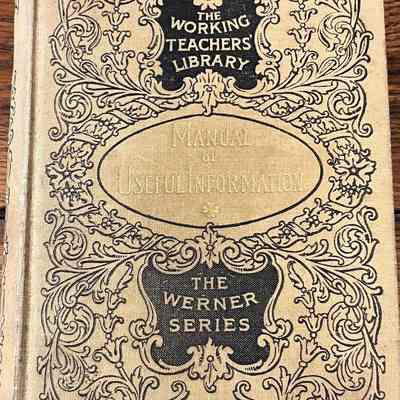 THE
WORKING
TEACHERS'
LIBRARY
MANUAL
OF
USEFUL INFORMATION
THE
WERNER
SERIES